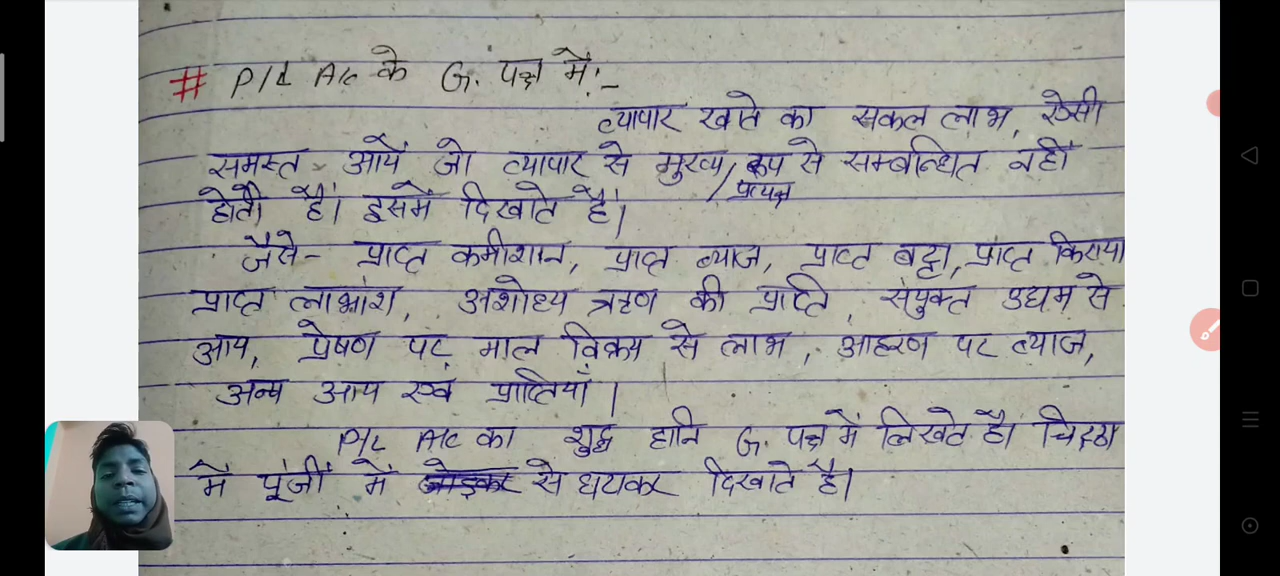 # P/L A/c के G. पक्ष में:-
व्यापार खाते का सकल लाभ, ऐसी
समस्त आयें जो व्यापार से मुख्य/प्रत्यक्ष रूप से सम्बन्धित नहीं
होती हैं। इसमें दिखाते हैं।
जैसे- प्राप्त कमीशन, प्राप्त ब्याज, प्राप्त बट्टा, प्राप्त किराया
प्राप्त लाभांश, अशोध्य ऋण की प्राप्ति, संयुक्त उद्यम से
आय, प्रेषण पर माल विक्रय से लाभ, आहरण पर ब्याज,
अन्य आय एवं प्राप्तियाँ।
P/L A/c का शुद्ध हानि G. पक्ष में लिखते है। चिट्ठा
में पूंजीं में जोड़कर से घटाकर दिखाते है।